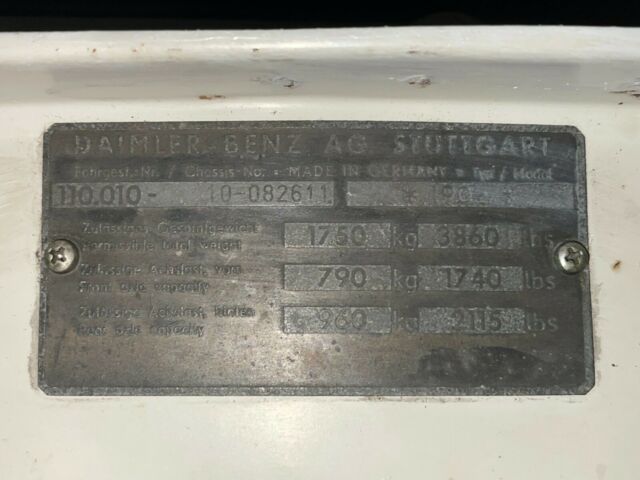 DAIMLER-BENZ AG STUTTGART
Fahrgest.-Nr. / Chassis-No. = MADE IN GERMANY = Typ / Model
110.010- 10-082611 * 190
Zulässiges Gesamtgewicht
permissible total weight
1750 kg 3860 lbs
Zulässige Achslast, vorn
front axle capacity
790 kg 1740 lbs
Zulässige Achslast, hinten
rear axle capacity
960 kg 2115 lbs